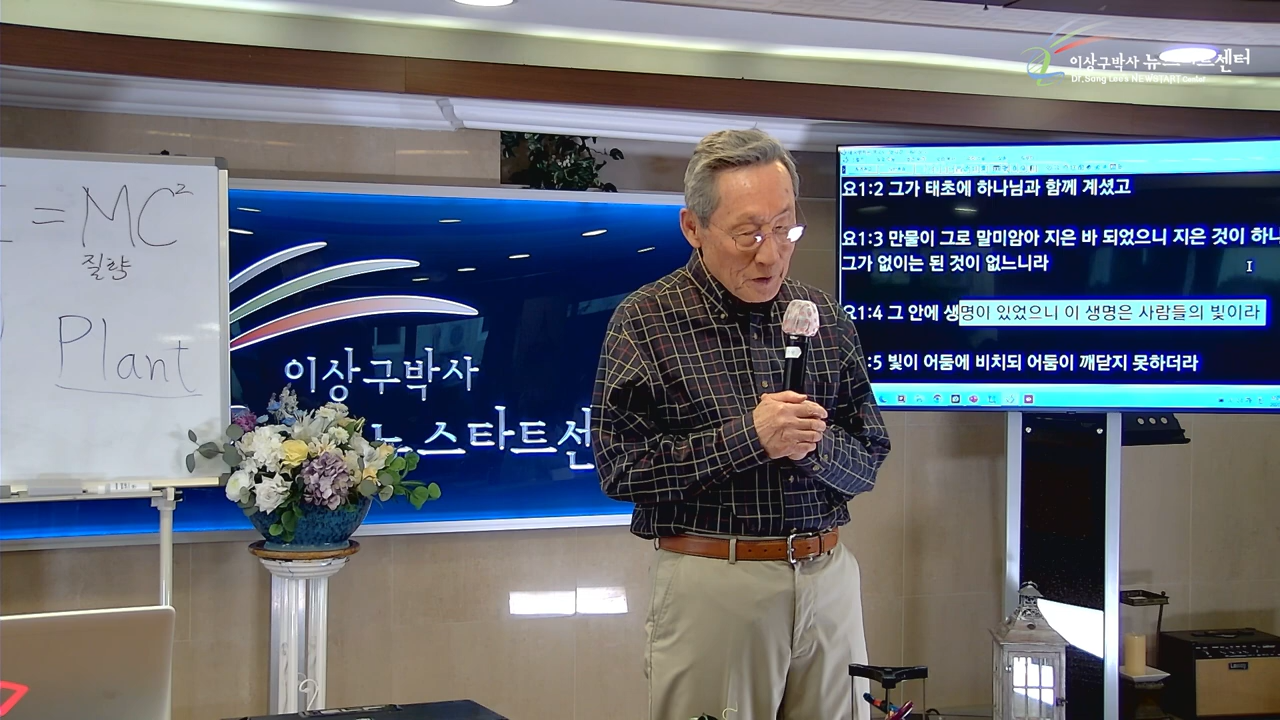 이상구박사 뉴스타트센터
Dr. Sang Lee's NEWSTART Center
= MC²
질량
Plant
이상구박사
뉴스타트센
요1:2 그가 태초에 하나님과 함께 계셨고
요1:3 만물이 그로 말미암아 지은 바 되었으니 지은 것이 하나
그가 없이는 된 것이 없느니라
요1:4 그 안에 생명이 있었으니 이 생명은 사람들의 빛이라
:5 빛이 어둠에 비치되 어둠이 깨닫지 못하더라
Laney